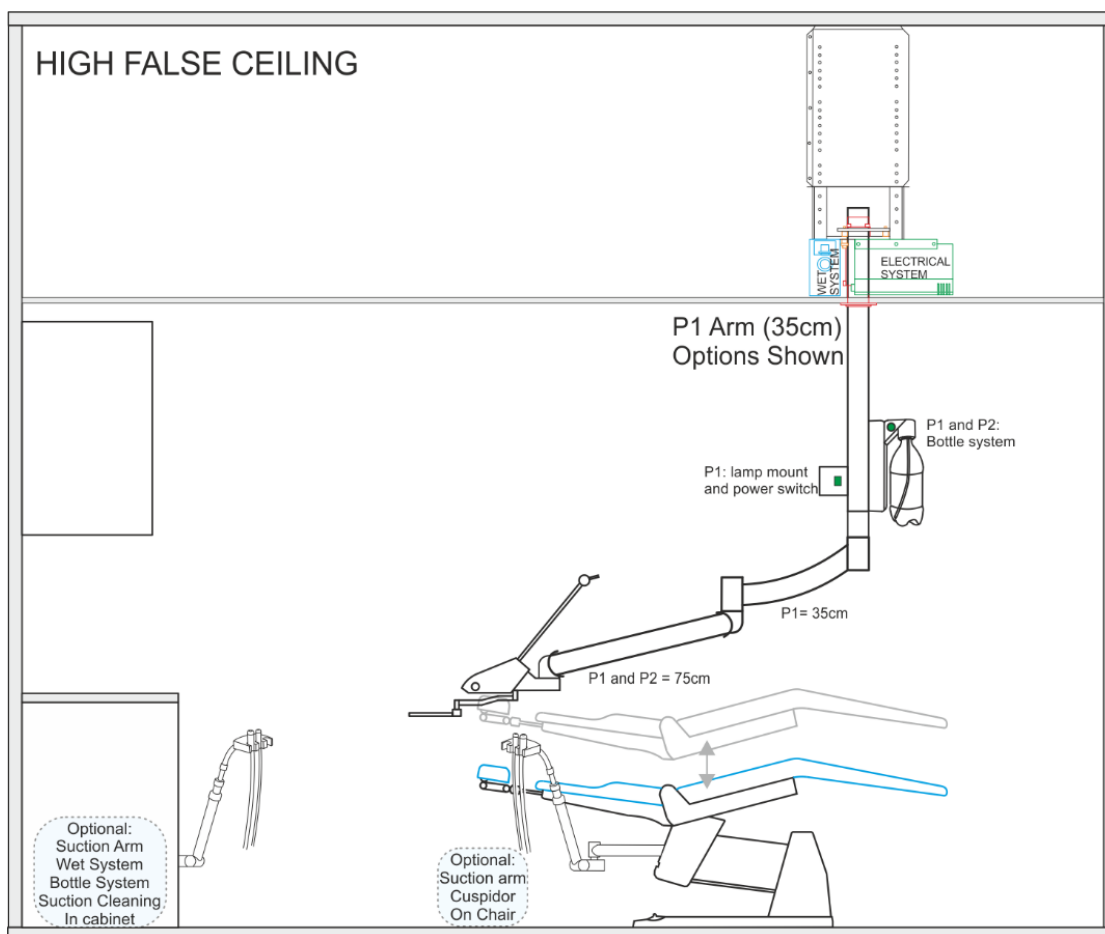 HIGH FALSE CEILING
WET
SYSTEM
ELECTRICAL
SYSTEM
P1 Arm (35cm)
Options Shown
P1 and P2:
Bottle system
P1: lamp mount
and power switch
P1= 35cm
P1 and P2 = 75cm
Optional:
Suction Arm
Wet System
Bottle System
Suction Cleaning
In cabinet
Optional:
Suction arm
Cuspidor
On Chair